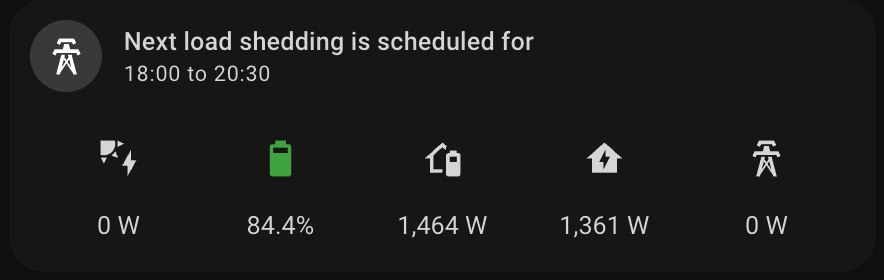 Next load shedding is scheduled for
18:00 to 20:30
0 W 84.4% 1,464 W 1,361 W 0 W